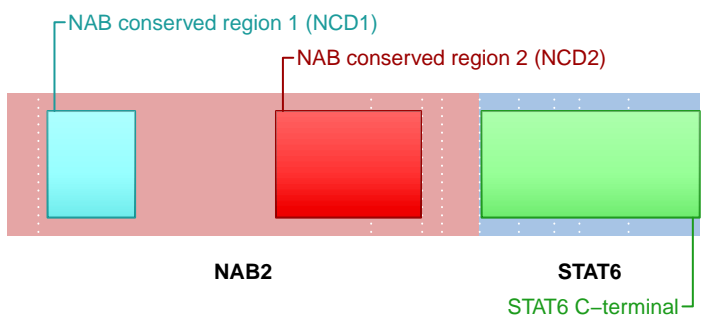 NAB conserved region 1 (NCD1)
NAB conserved region 2 (NCD2)
NAB2
STAT6
STAT6 C−terminal